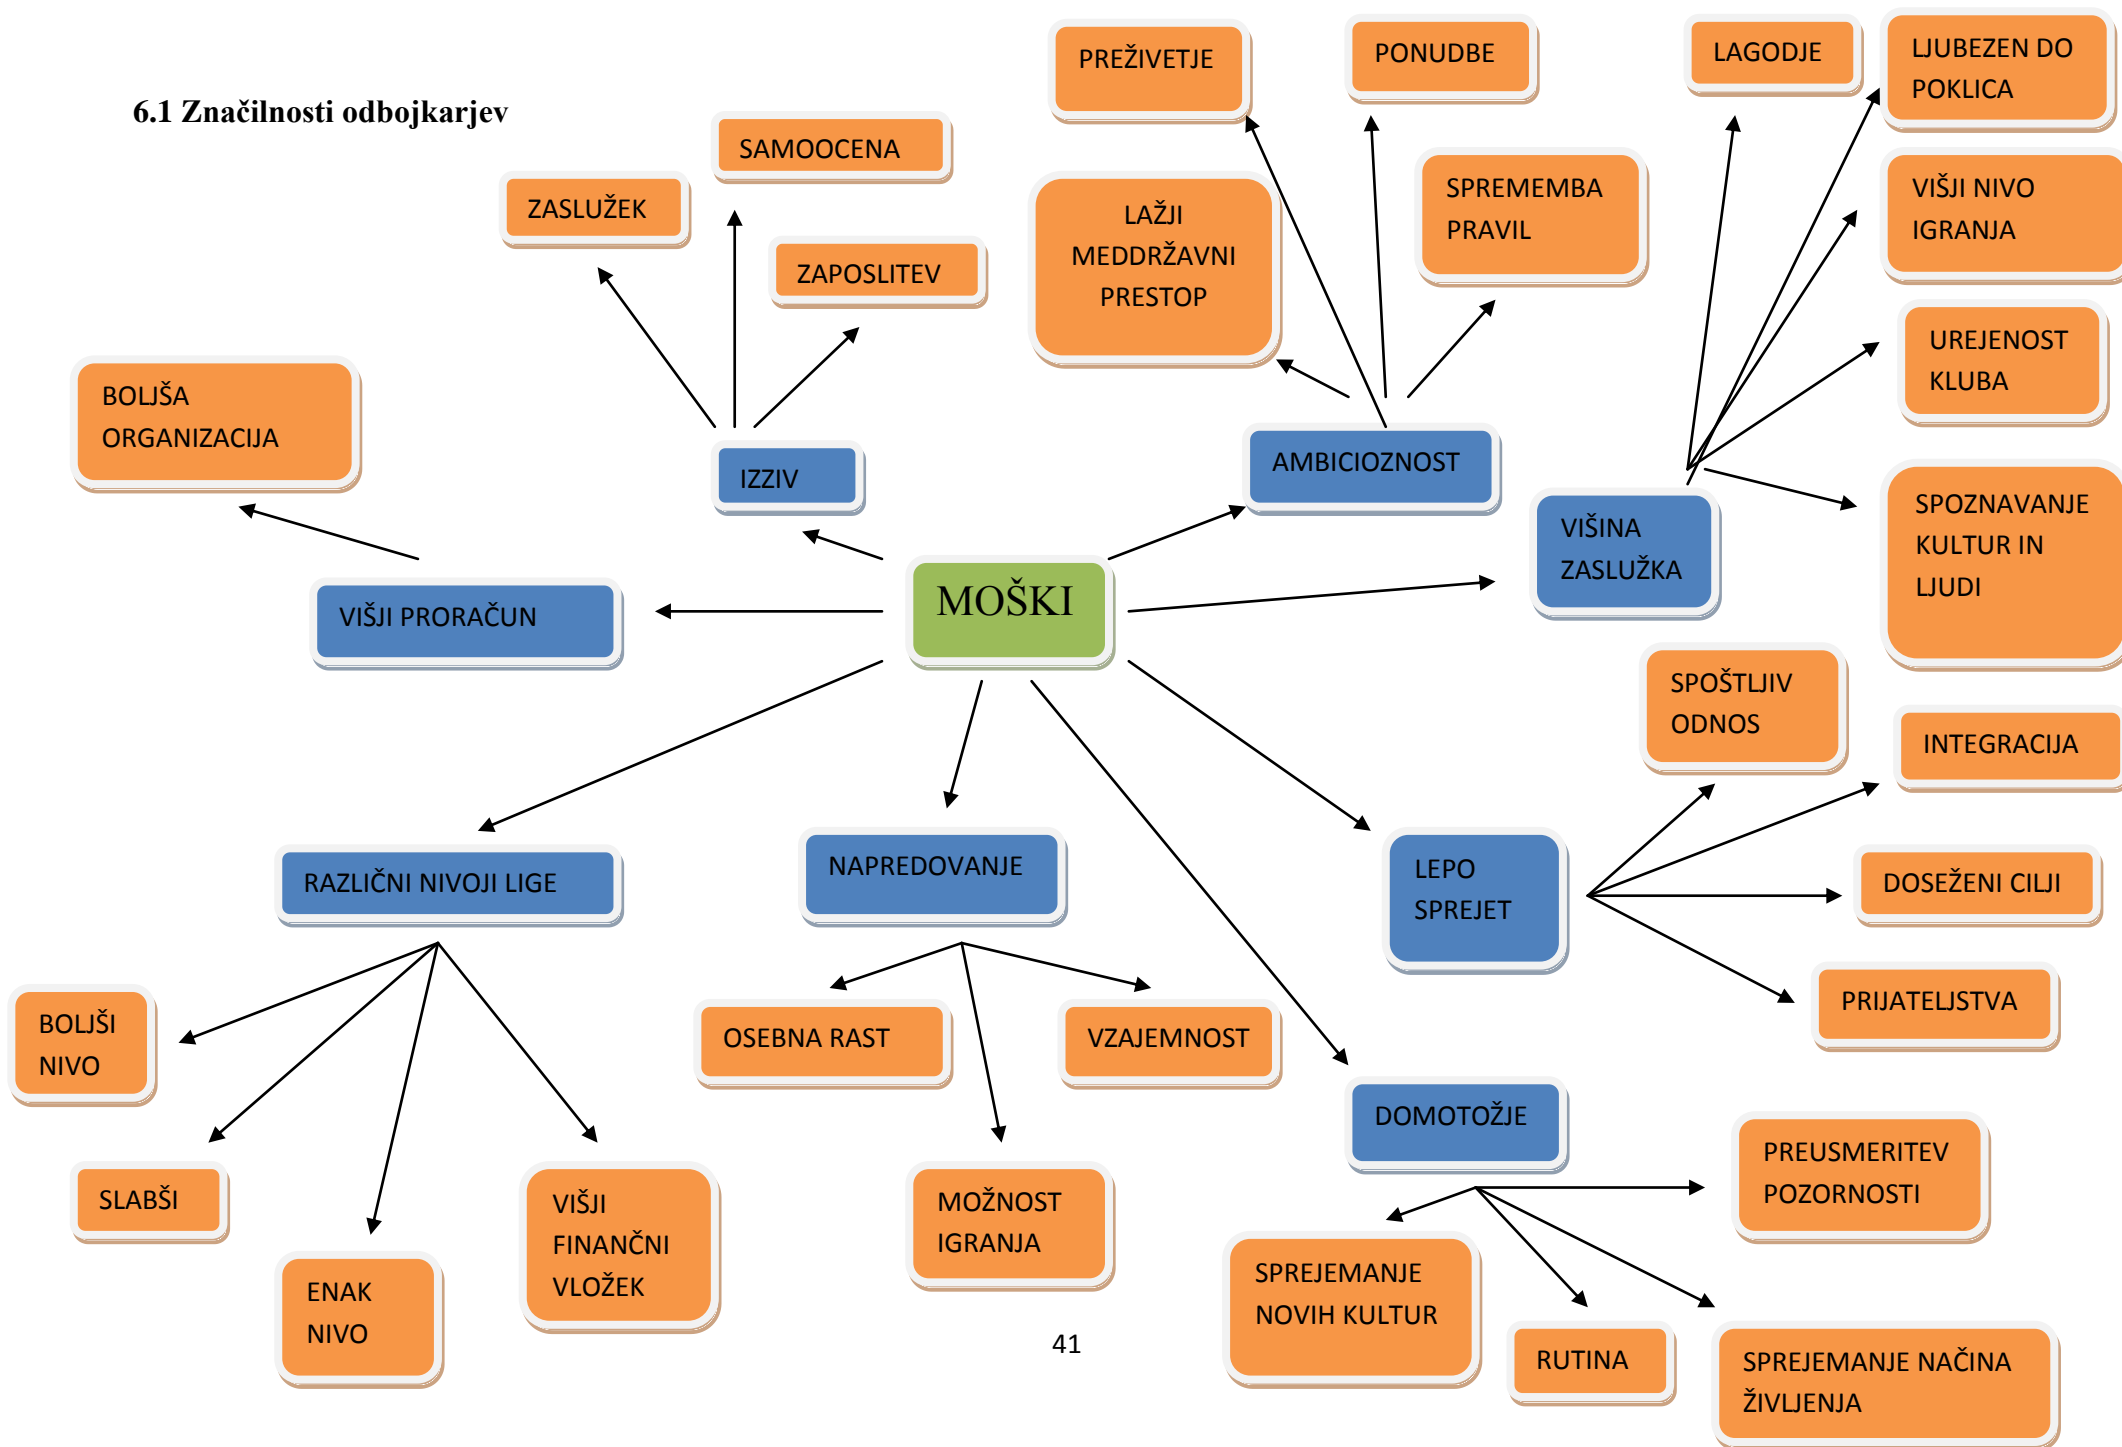 6.1 Značilnosti odbojkarjev
PREŽIVETJE
PONUDBE
LAGODJE
LJUBEZEN DO
POKLICA
SAMOOCENA
ZASLUŽEK
ZAPOSLITEV
LAŽJI
MEDDRŽAVNI
PRESTOP
SPREMEMBA
PRAVIL
VIŠJI NIVO
IGRANJA
UREJENOST
KLUBA
BOLJŠA
ORGANIZACIJA
IZZIV
AMBICIOZNOST
VIŠINA
ZASLUŽKA
SPOZNAVANJE
KULTUR IN
LJUDI
VIŠJI PRORAČUN
MOŠKI
SPOŠTLJIV
ODNOS
INTEGRACIJA
RAZLIČNI NIVOJI LIGE
NAPREDOVANJE
LEPO
SPREJET
DOSEŽENI CILJI
PRIJATELJSTVA
BOLJŠI
NIVO
OSEBNA RAST
VZAJEMNOST
DOMOTOŽJE
PREUSMERITEV
POZORNOSTI
SLABŠI
VIŠJI
FINANČNI
VLOŽEK
MOŽNOST
IGRANJA
ENAK
NIVO
SPREJEMANJE
NOVIH KULTUR
RUTINA
SPREJEMANJE NAČINA
ŽIVLJENJA
41